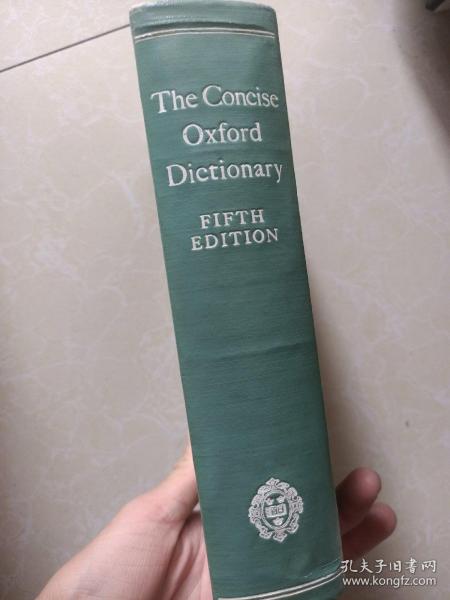 The Concise
Oxford
Dictionary
FIFTH
EDITION
孔夫子旧书网
www.kongfz.com